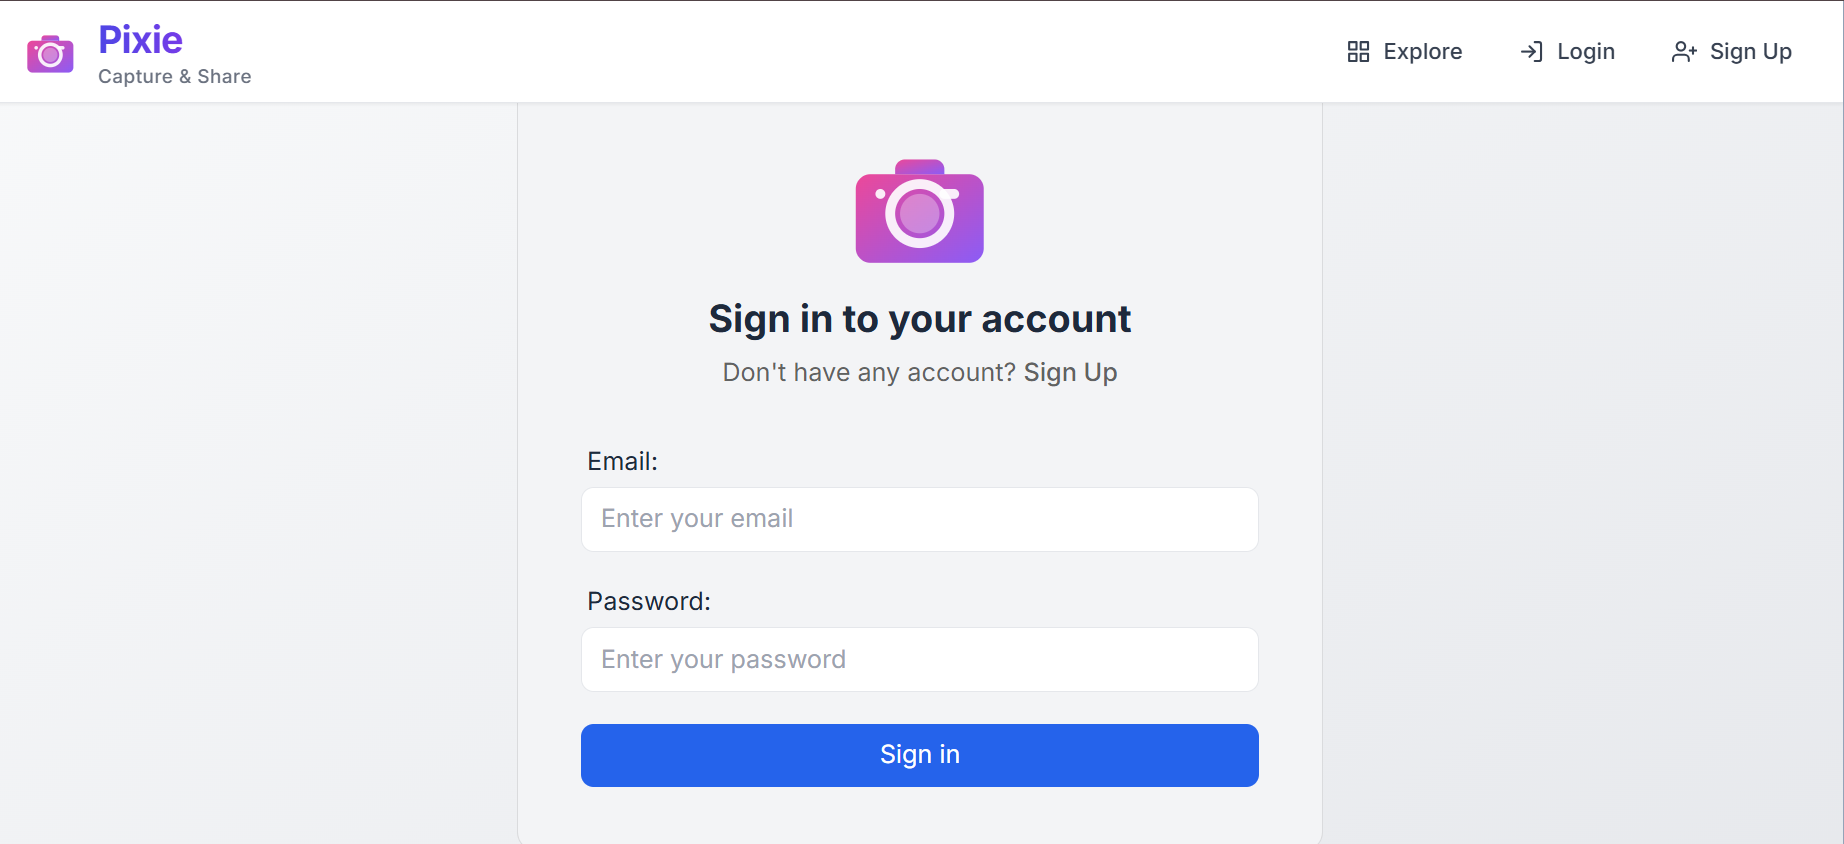 Pixie
Capture & Share
Explore
Login
Sign Up
Sign in to your account
Don't have any account? Sign Up
Email:
Enter your email
Password:
Enter your password
Sign in